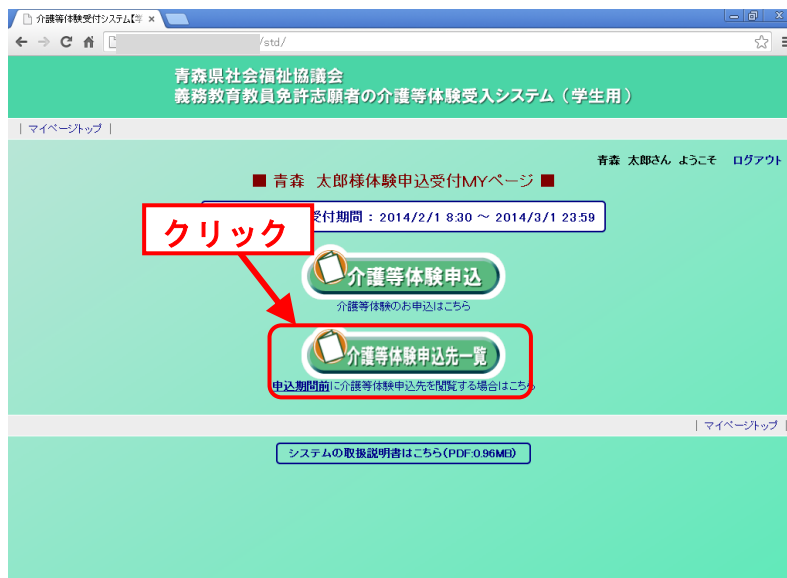 介護等体験受付システム【学
/std/
青森県社会福祉協議会
義務教育教員免許志願者の介護等体験受入システム（学生用）
| マイページトップ |
青森 太郎さん ようこそ ログアウト
■ 青森 太郎様体験申込受付MYページ ■
受付期間：2014/2/1 8:30 ～ 2014/3/1 23:59
クリック
介護等体験申込
介護等体験のお申込はこちら
介護等体験申込先一覧
申込期間前に介護等体験申込先を閲覧する場合はこちら
| マイページトップ |
システムの取扱説明書はこちら(PDF:0.96MB)